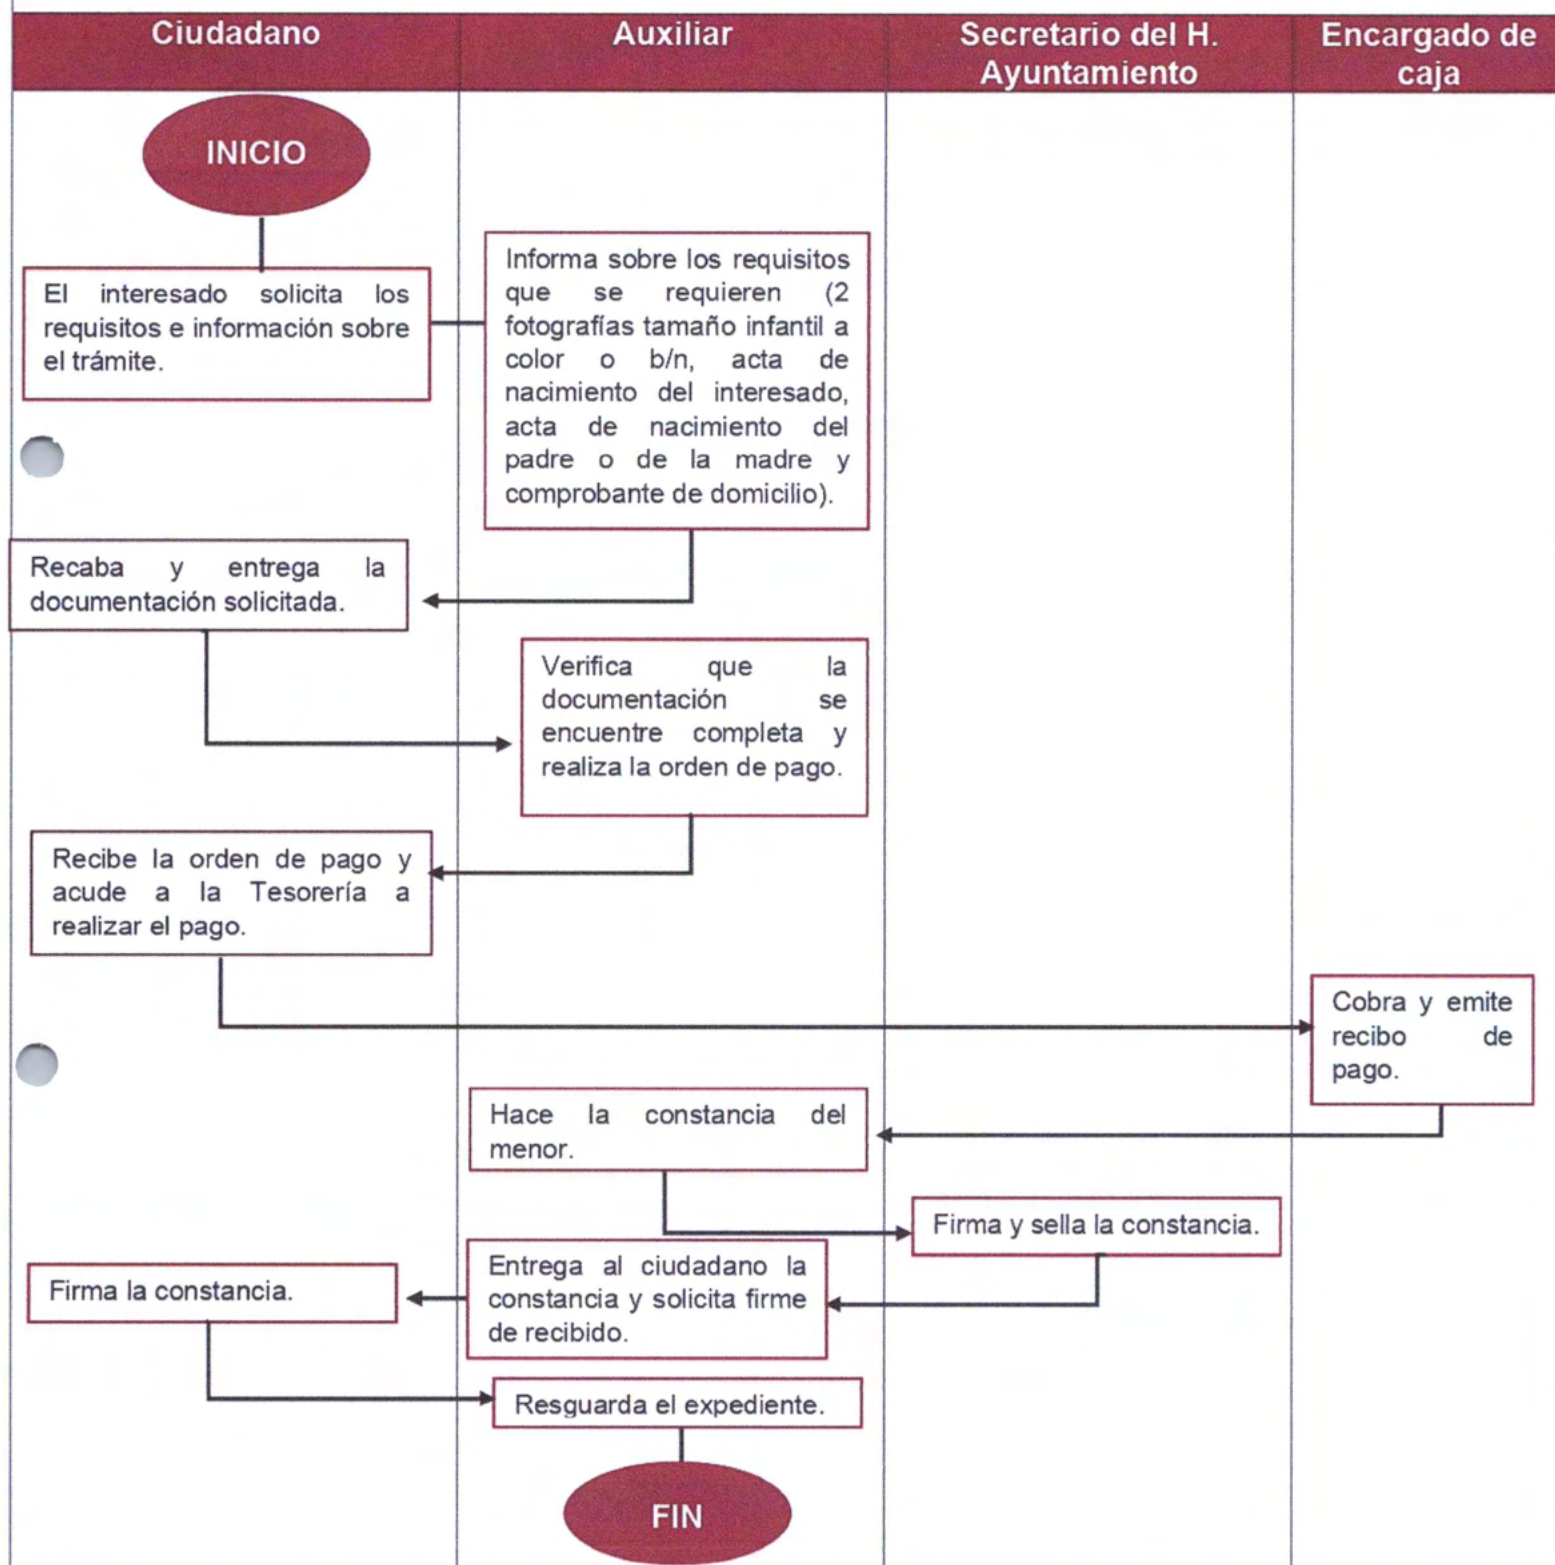 Ciudadano
Auxiliar
Secretario del H.
Ayuntamiento
Encargado de
caja
INICIO
El interesado solicita los
requisitos e información sobre
el trámite.
Informa sobre los requisitos
que se requieren (2
fotografías tamaño infantil a
color o b/n, acta de
nacimiento del interesado,
acta de nacimiento del
padre o de la madre y
comprobante de domicilio).
Recaba y entrega la
documentación solicitada.
Verifica que la
documentación se
encuentre completa y
realiza la orden de pago.
Recibe la orden de pago y
acude a la Tesorería a
realizar el pago.
Cobra y emite
recibo de
pago.
Hace la constancia del
menor.
Firma y sella la constancia.
Entrega al ciudadano la
constancia y solicita firme
de recibido.
Firma la constancia.
Resguarda el expediente.
FIN